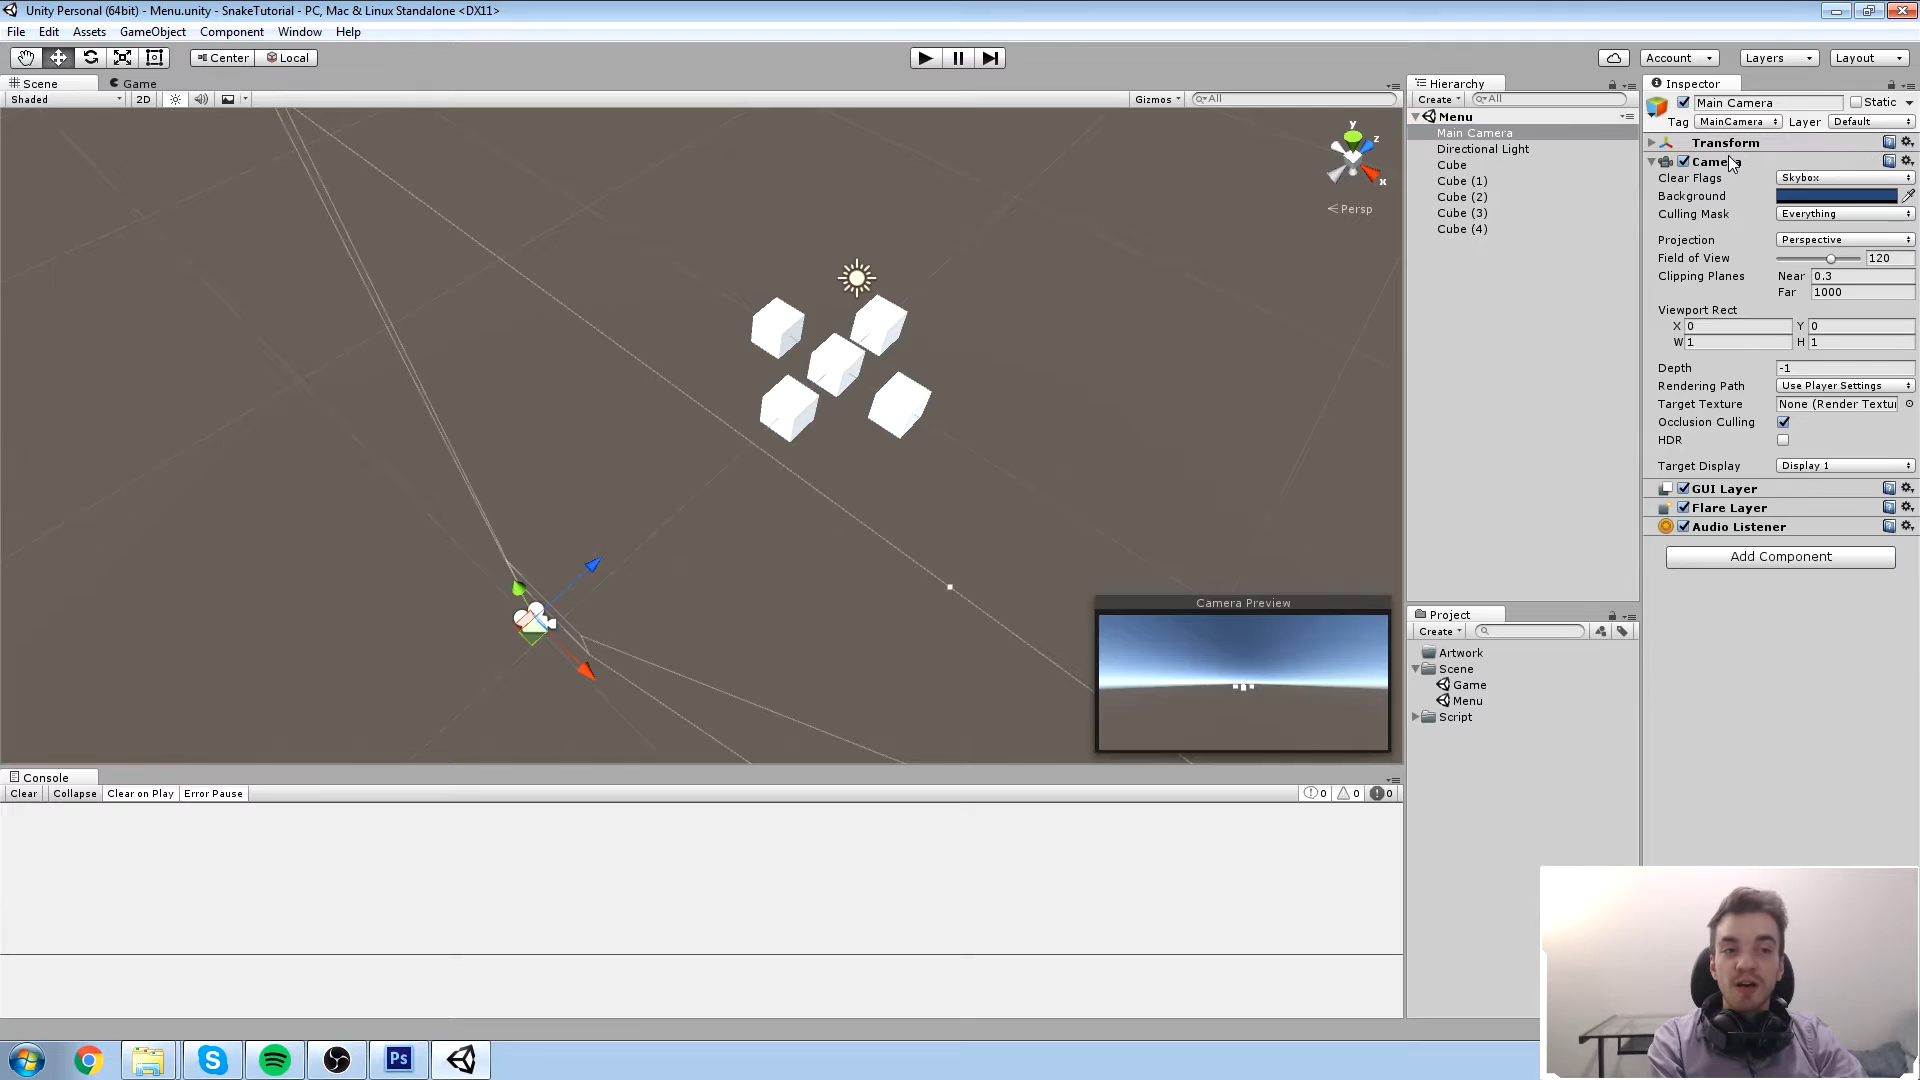 Unity Personal (64bit) - Menu.unity - SnakeTutorial - PC, Mac & Linux Standalone <DX11>
File Edit Assets GameObject Component Window Help
Center Local Account Layers Layout
Scene Game
Shaded 2D Gizmos All
y
z
x
Persp
Hierarchy
Create All
Menu
Main Camera
Directional Light
Cube
Cube (1)
Cube (2)
Cube (3)
Cube (4)
Inspector
Main Camera Static
Tag MainCamera Layer Default
Transform
Camera
Clear Flags Skybox
Background
Culling Mask Everything
Projection Perspective
Field of View 120
Clipping Planes Near 0.3
Far 1000
Viewport Rect
X 0 Y 0
W 1 H 1
Depth -1
Rendering Path Use Player Settings
Target Texture None (Render Textur
Occlusion Culling
HDR
Target Display Display 1
GUI Layer
Flare Layer
Audio Listener
Add Component
Camera Preview
Project
Create
Artwork
Scene
Game
Menu
Script
Console
Clear Collapse Clear on Play Error Pause 0 0 0
Ps